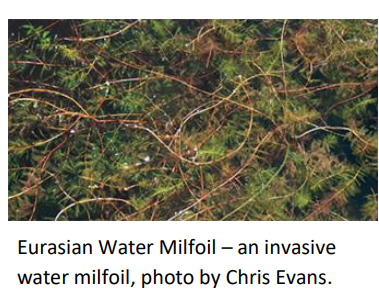 Eurasian Water Milfoil – an invasive
water milfoil, photo by Chris Evans.